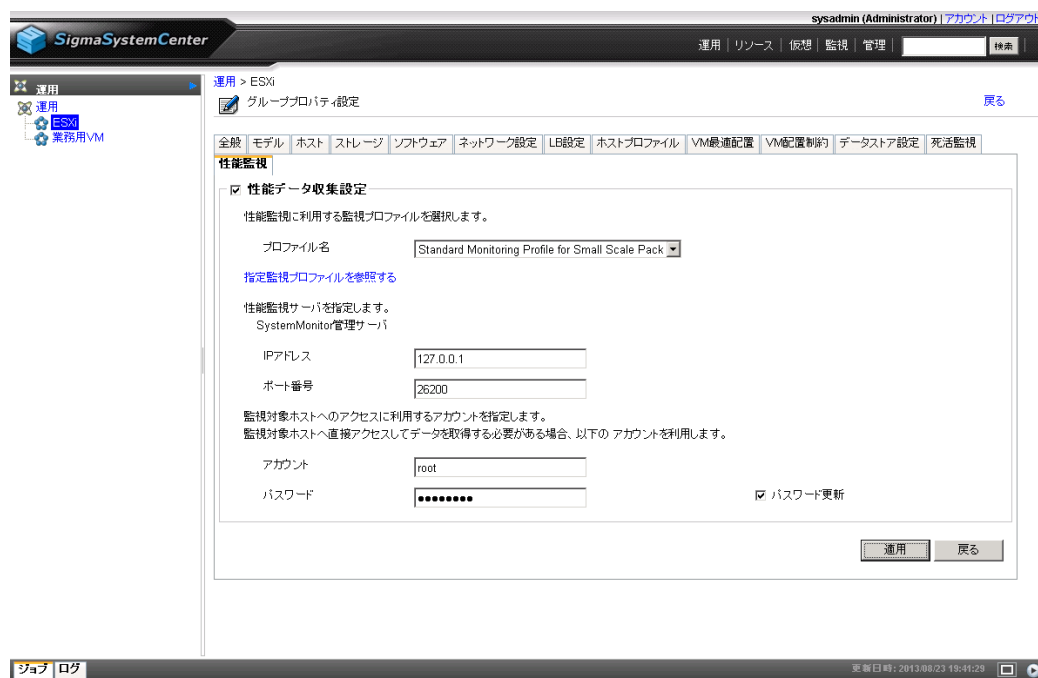 sysadmin (Administrator) | アカウント | ログアウト
SigmaSystemCenter
運用 | リソース | 仮想 | 監視 | 管理 | 検索
運用
運用
ESXi
業務用VM
運用 > ESXi
グループプロパティ設定
戻る
全般 モデル ホスト ストレージ ソフトウェア ネットワーク設定 LB設定 ホストプロファイル VM最適配置 VM配置制約 データストア設定 死活監視
性能監視
性能データ収集設定
性能監視に利用する監視プロファイルを選択します。
プロファイル名 Standard Monitoring Profile for Small Scale Pack
指定監視プロファイルを参照する
性能監視サーバを指定します。
SystemMonitor管理サーバ
IPアドレス 127.0.0.1
ポート番号 26200
監視対象ホストへのアクセスに利用するアカウントを指定します。
監視対象ホストへ直接アクセスしてデータを取得する必要がある場合、以下の アカウントを利用します。
アカウント root
パスワード ●●●●●●●● パスワード更新
適用 戻る
ジョブ ログ
更新日時: 2013/08/23 19:41:29